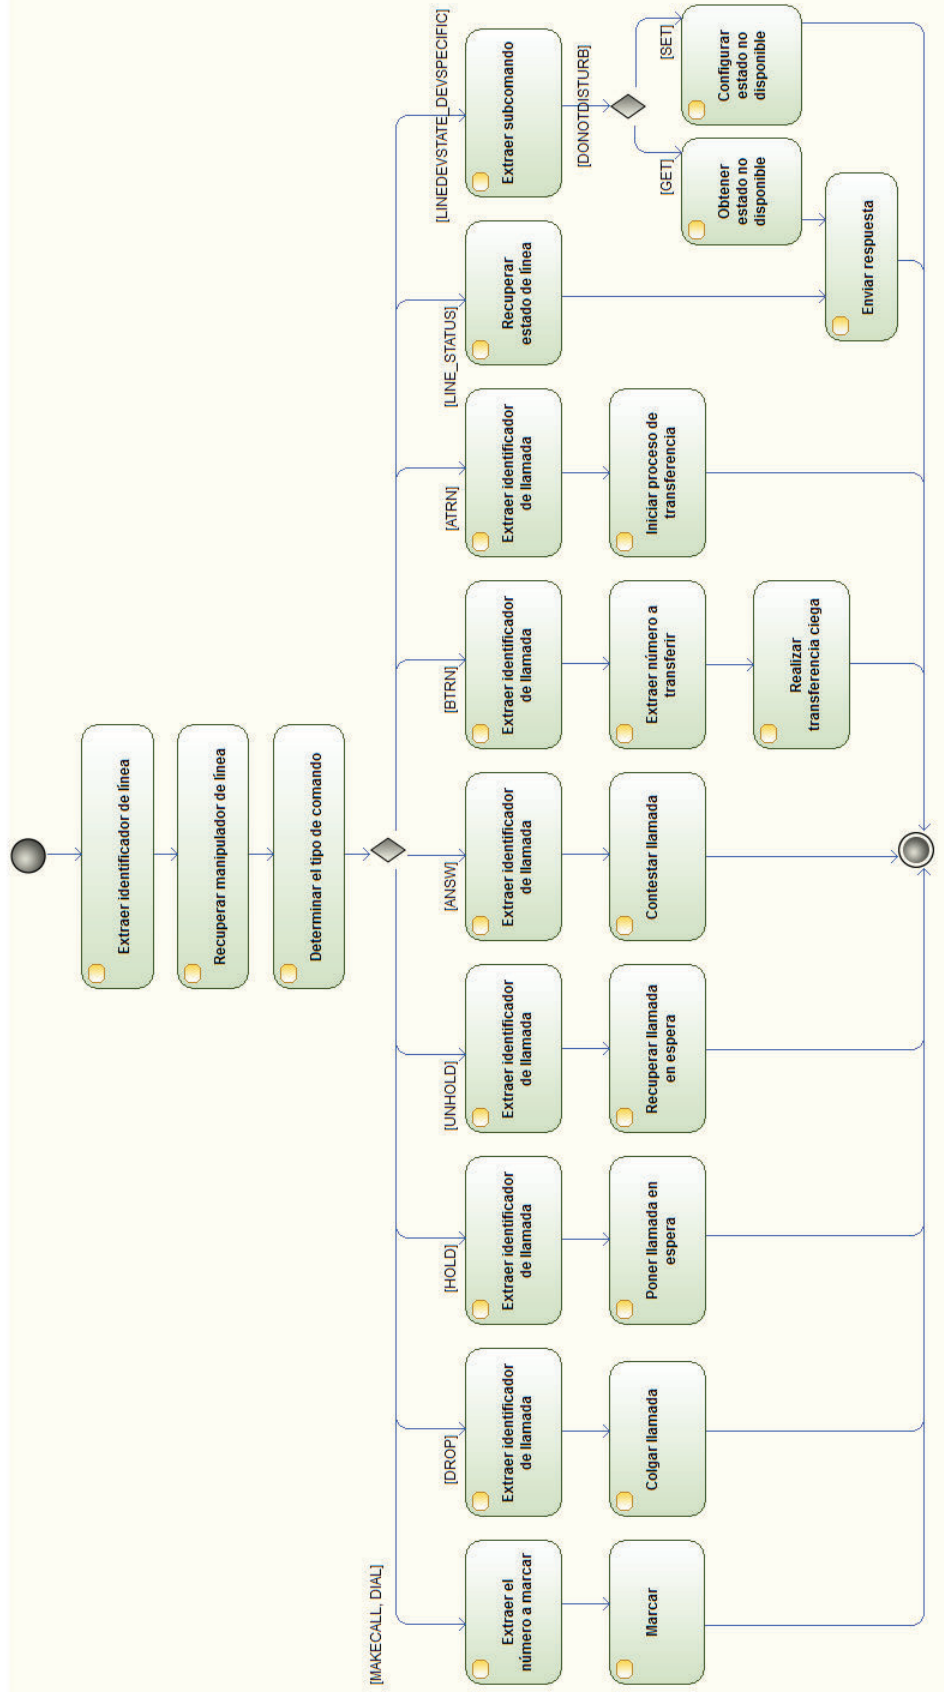 Extraer identificador de línea
Recuperar manipulador de línea
Determinar el tipo de comando
[MAKECALL, DIAL]
Extraer el
número a marcar
Marcar
[DROP]
Extraer identificador
de llamada
Colgar llamada
[HOLD]
Extraer identificador
de llamada
Poner llamada en
espera
[UNHOLD]
Extraer identificador
de llamada
Recuperar llamada
en espera
[ANSW]
Extraer identificador
de llamada
Contestar llamada
[BTRN]
Extraer identificador
de llamada
Extraer número a
transferir
Realizar
transferencia ciega
[ATRN]
Extraer identificador
de llamada
Iniciar proceso de
transferencia
[LINE_STATUS]
Recuperar
estado de línea
[LINEDEVSTATE_DEVSPECIFIC]
Extraer subcomando
[DONOTDISTURB]
[GET]
Obtener
estado no
disponible
[SET]
Configurar
estado no
disponible
Enviar respuesta